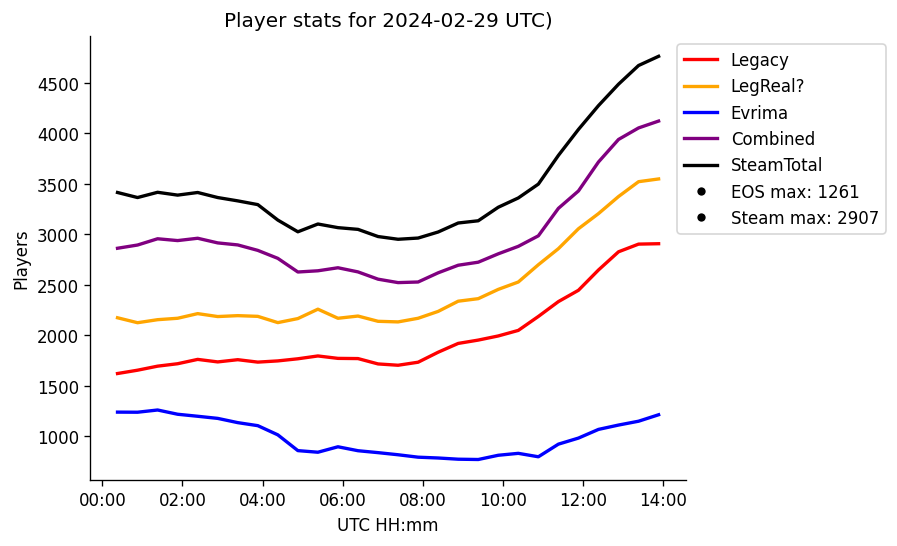 Player stats for 2024-02-29 UTC)
Legacy
LegReal?
Evrima
Combined
SteamTotal
EOS max: 1261
Steam max: 2907
Players
4500
4000
3500
3000
2500
2000
1500
1000
00:00 02:00 04:00 06:00 08:00 10:00 12:00 14:00
UTC HH:mm